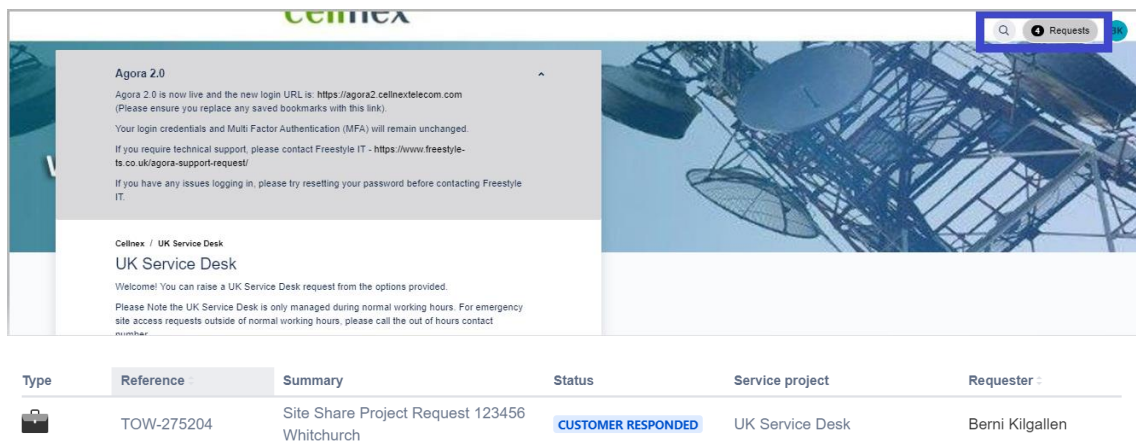 cellnex
4 Requests
BK
Agora 2.0
Agora 2.0 is now live and the new login URL is: https://agora2.cellnextelecom.com
(Please ensure you replace any saved bookmarks with this link).
Your login credentials and Multi Factor Authentication (MFA) will remain unchanged.
If you require technical support, please contact Freestyle IT - https://www.freestyle-
ts.co.uk/agora-support-request/
If you have any issues logging in, please try resetting your password before contacting Freestyle
IT.
Cellnex / UK Service Desk
UK Service Desk
Welcome! You can raise a UK Service Desk request from the options provided.
Please Note the UK Service Desk is only managed during normal working hours. For emergency
site access requests outside of normal working hours, please call the out of hours contact
number
Type Reference Summary Status Service project Requester
TOW-275204 Site Share Project Request 123456 CUSTOMER RESPONDED UK Service Desk Berni Kilgallen
Whitchurch